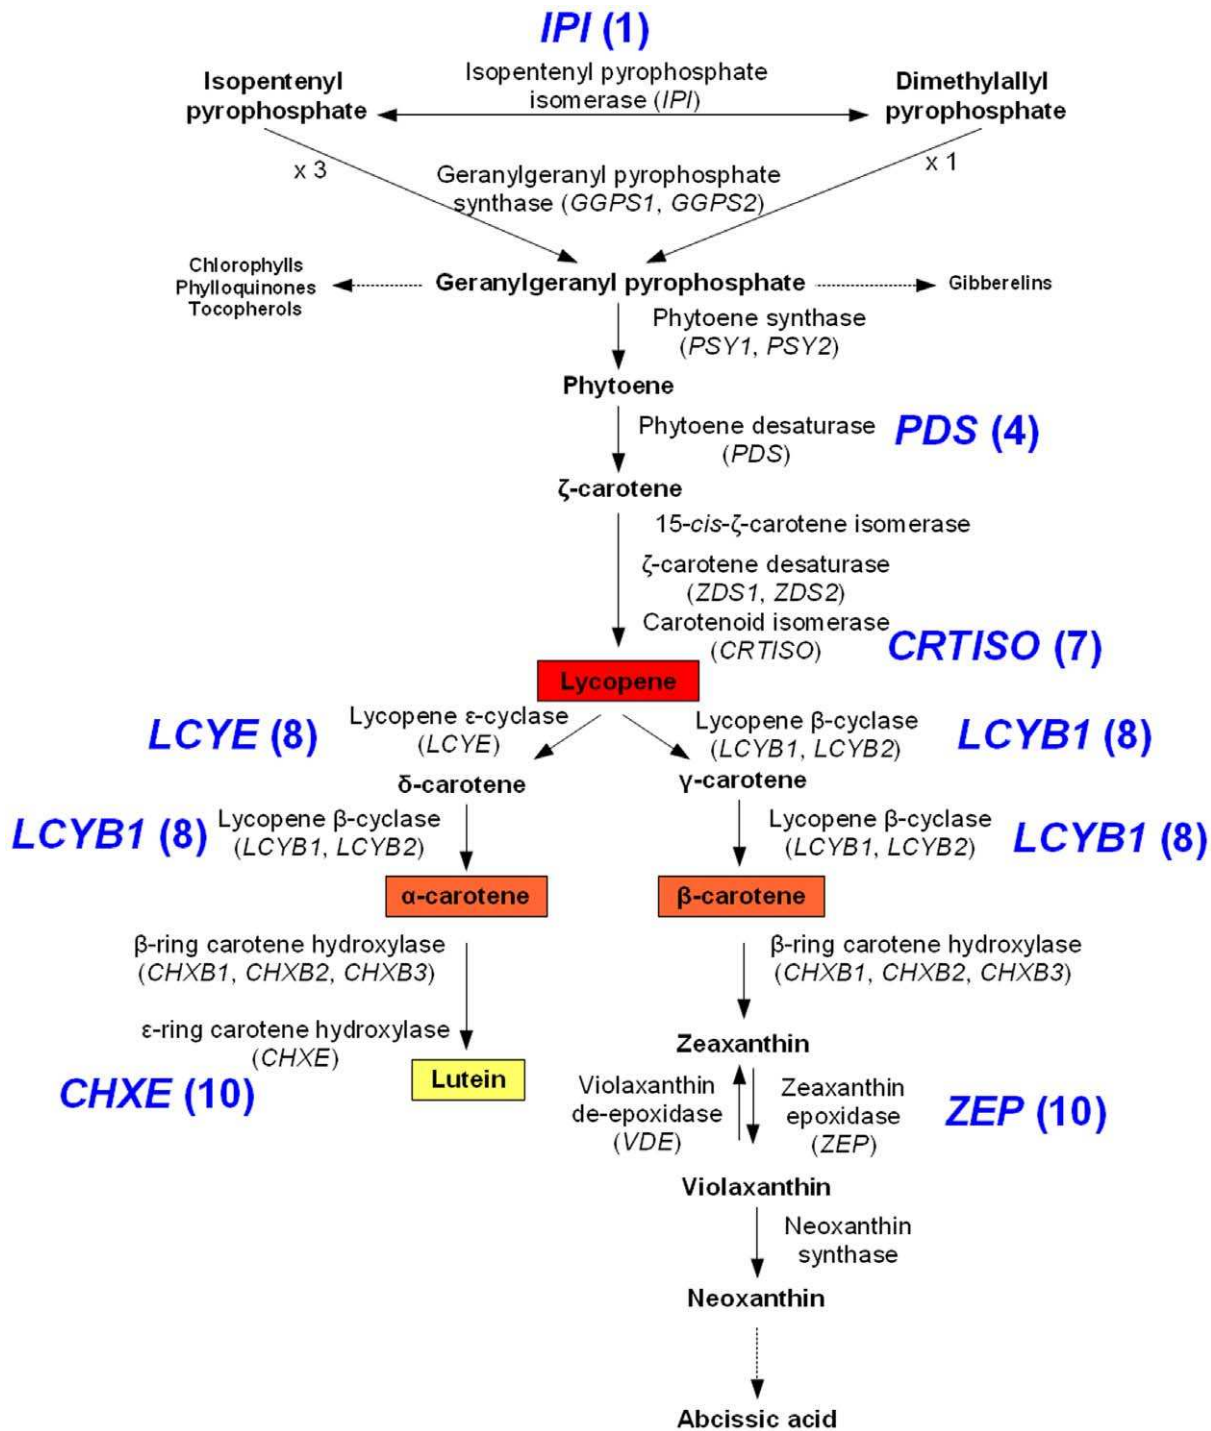 IPI (1)
Isopentenyl
pyrophosphate
Isopentenyl pyrophosphate
isomerase (IPI)
Dimethylallyl
pyrophosphate
x 3
x 1
Geranylgeranyl pyrophosphate
synthase (GGPS1, GGPS2)
Chlorophylls
Phylloquinones
Tocopherols
Geranylgeranyl pyrophosphate
Gibberelins
Phytoene synthase
(PSY1, PSY2)
Phytoene
Phytoene desaturase
(PDS)
PDS (4)
ζ-carotene
15-cis-ζ-carotene isomerase
ζ-carotene desaturase
(ZDS1, ZDS2)
Carotenoid isomerase
(CRTISO)
CRTISO (7)
Lycopene
LCYE (8)
Lycopene ε-cyclase
(LCYE)
Lycopene β-cyclase
(LCYB1, LCYB2)
LCYB1 (8)
δ-carotene
γ-carotene
LCYB1 (8)
Lycopene β-cyclase
(LCYB1, LCYB2)
Lycopene β-cyclase
(LCYB1, LCYB2)
LCYB1 (8)
α-carotene
β-carotene
β-ring carotene hydroxylase
(CHXB1, CHXB2, CHXB3)
β-ring carotene hydroxylase
(CHXB1, CHXB2, CHXB3)
ε-ring carotene hydroxylase
(CHXE)
CHXE (10)
Lutein
Zeaxanthin
Violaxanthin
de-epoxidase
(VDE)
Zeaxanthin
epoxidase
(ZEP)
ZEP (10)
Violaxanthin
Neoxanthin
synthase
Neoxanthin
Abcissic acid